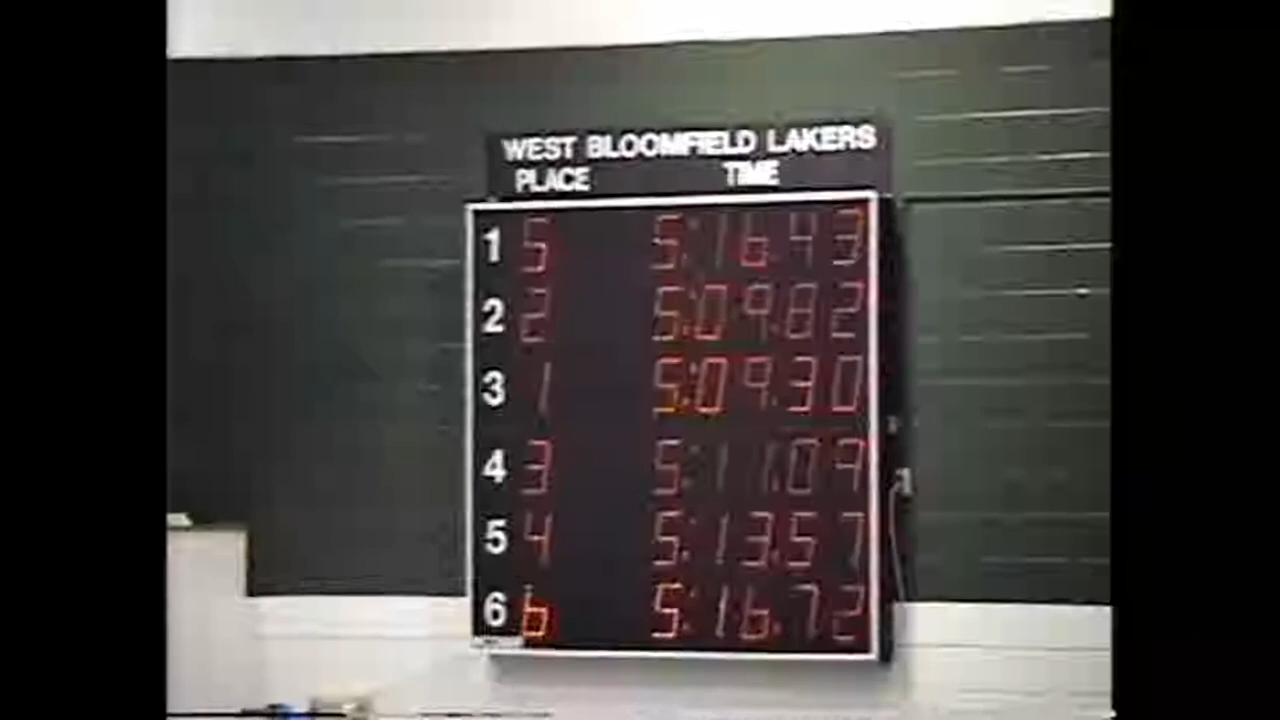 WEST BLOOMFIELD LAKERS
PLACE TIME
1 5 5:16.43
2 2 5:09.82
3 1 5:09.30
4 3 5:11.09
5 4 5:13.57
6 6 5:16.72